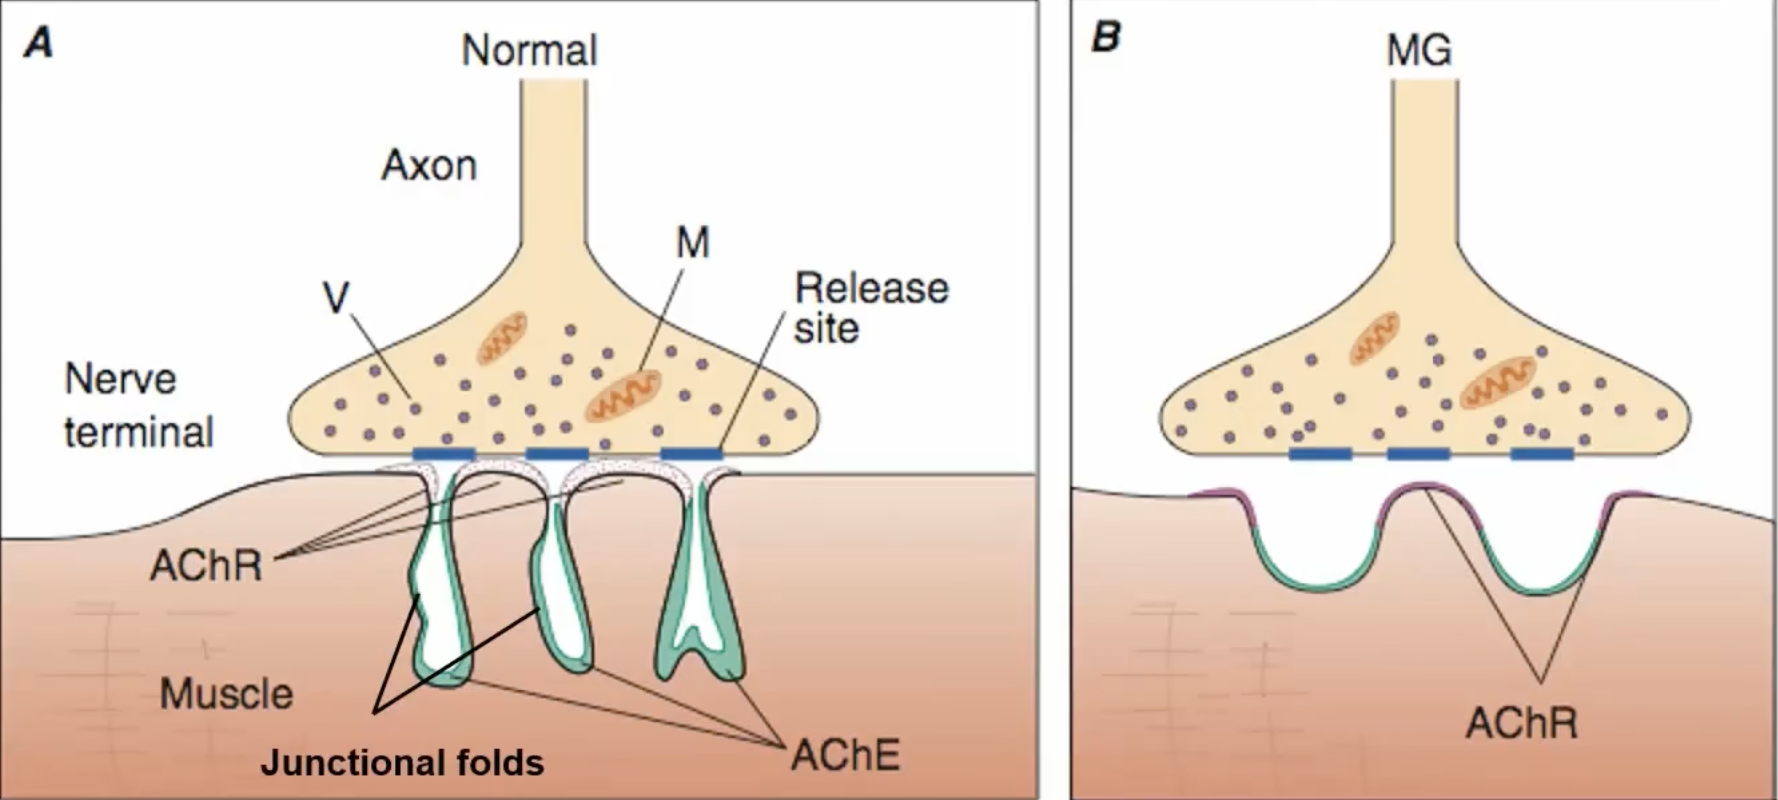 A
Normal
Axon
M
V
Release
site
Nerve
terminal
AChR
Muscle
Junctional folds
AChE
B
MG
AChR